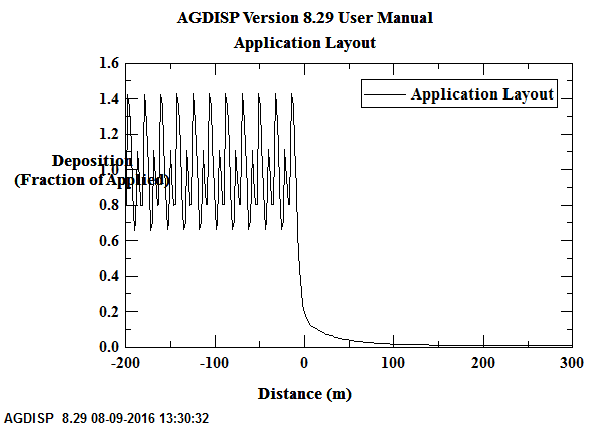 AGDISP Version 8.29 User Manual
Application Layout
1.6
Application Layout
1.4
1.2
Deposition
1.0
(Fraction of Applied)
0.8
0.6
0.4
0.2
0.0
-200 -100 0 100 200 300
Distance (m)
AGDISP 8.29 08-09-2016 13:30:32